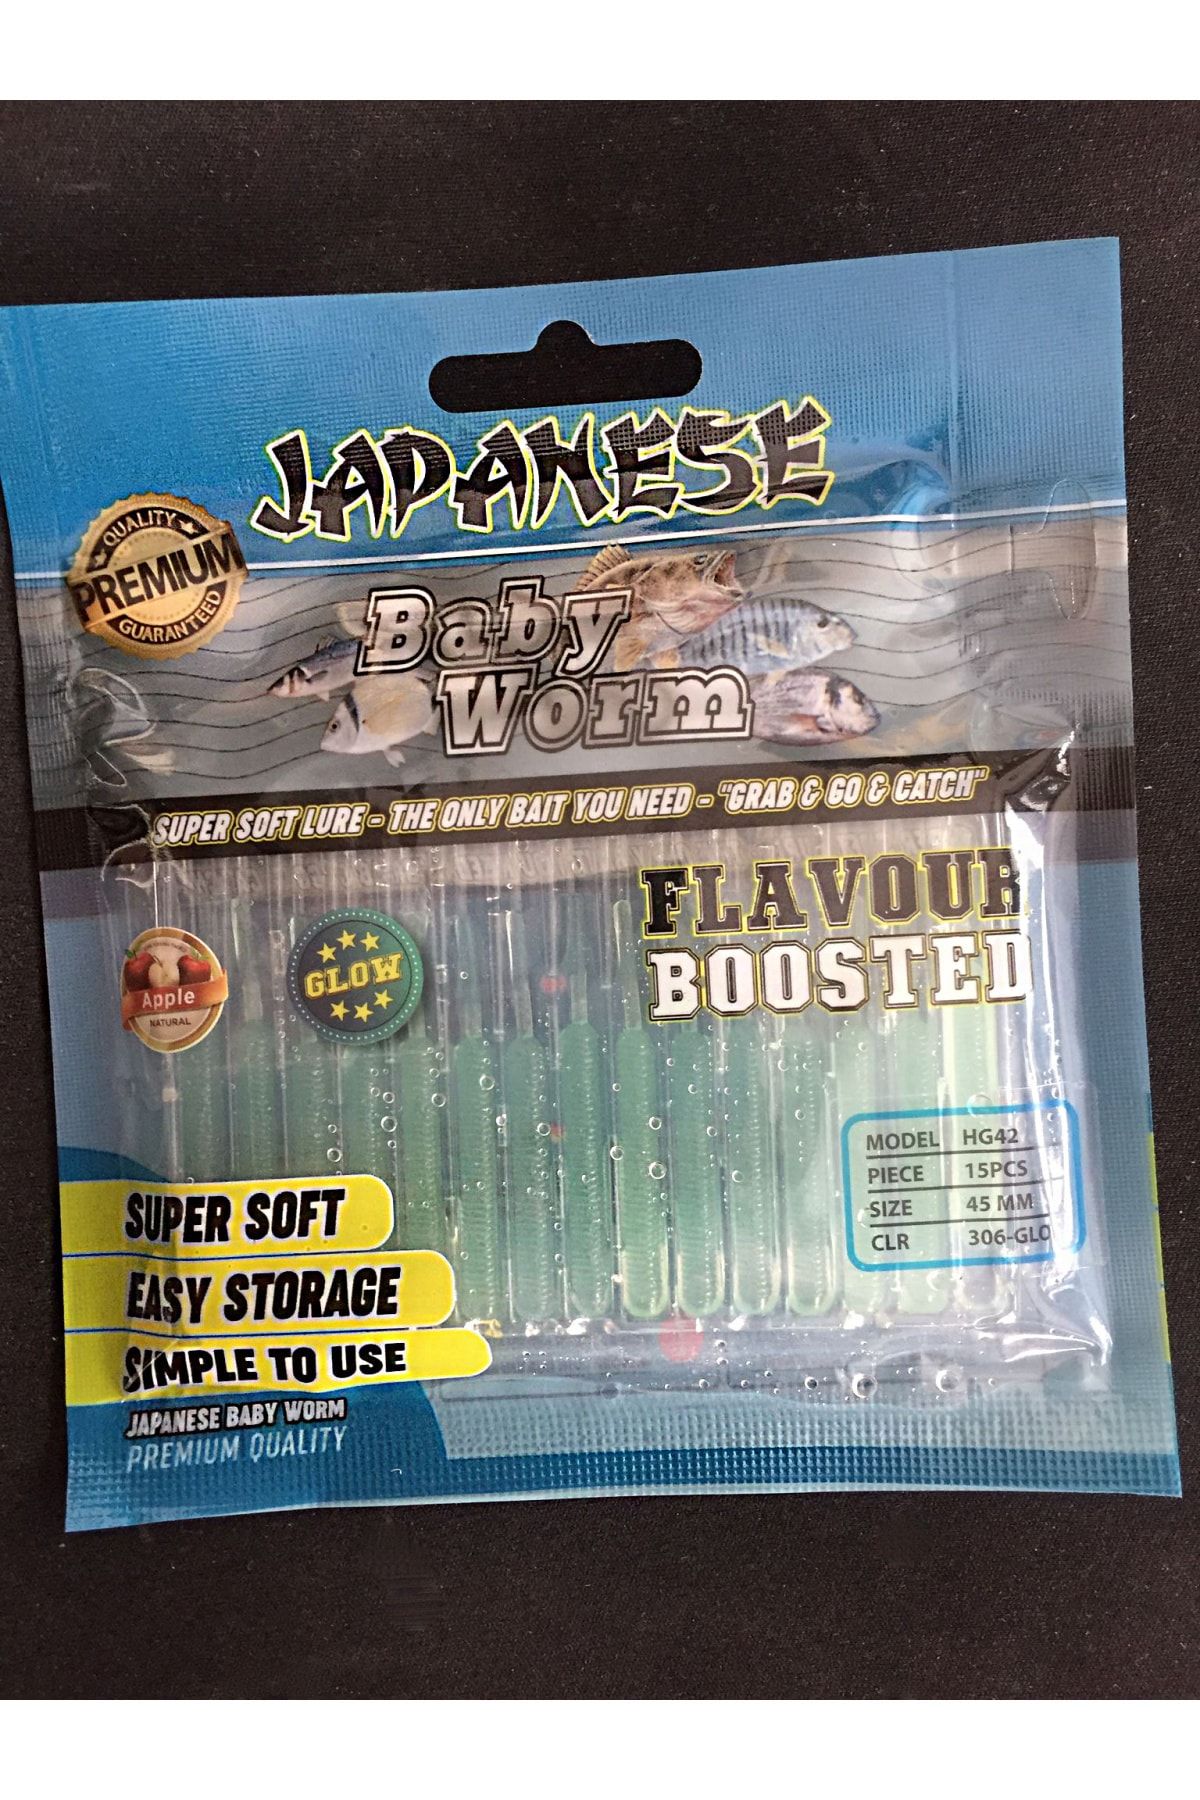 JAPANESE
QUALITY
PREMIUM
GUARANTEED
Baby
Worm
SUPER SOFT LURE - THE ONLY BAIT YOU NEED - "GRAB & GO & CATCH"
FLAVOUR
BOOSTED
Apple
NATURAL
GLOW
MODEL HG42
PIECE 15PCS
SIZE 45 MM
CLR 306-GLO
SUPER SOFT
EASY STORAGE
SIMPLE TO USE
JAPANESE BABY WORM
PREMIUM QUALITY